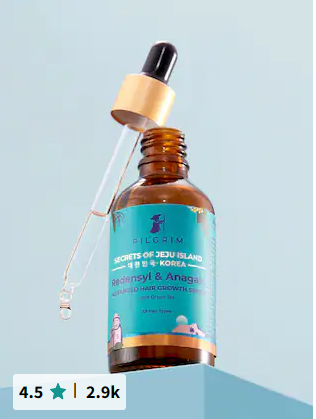 PILGRIM
SECRETS OF JEJU ISLAND
대한민국 • KOREA
Redensyl & Anagain
ADVANCED HAIR GROWTH SERUM
4.5 ★ | 2.9k